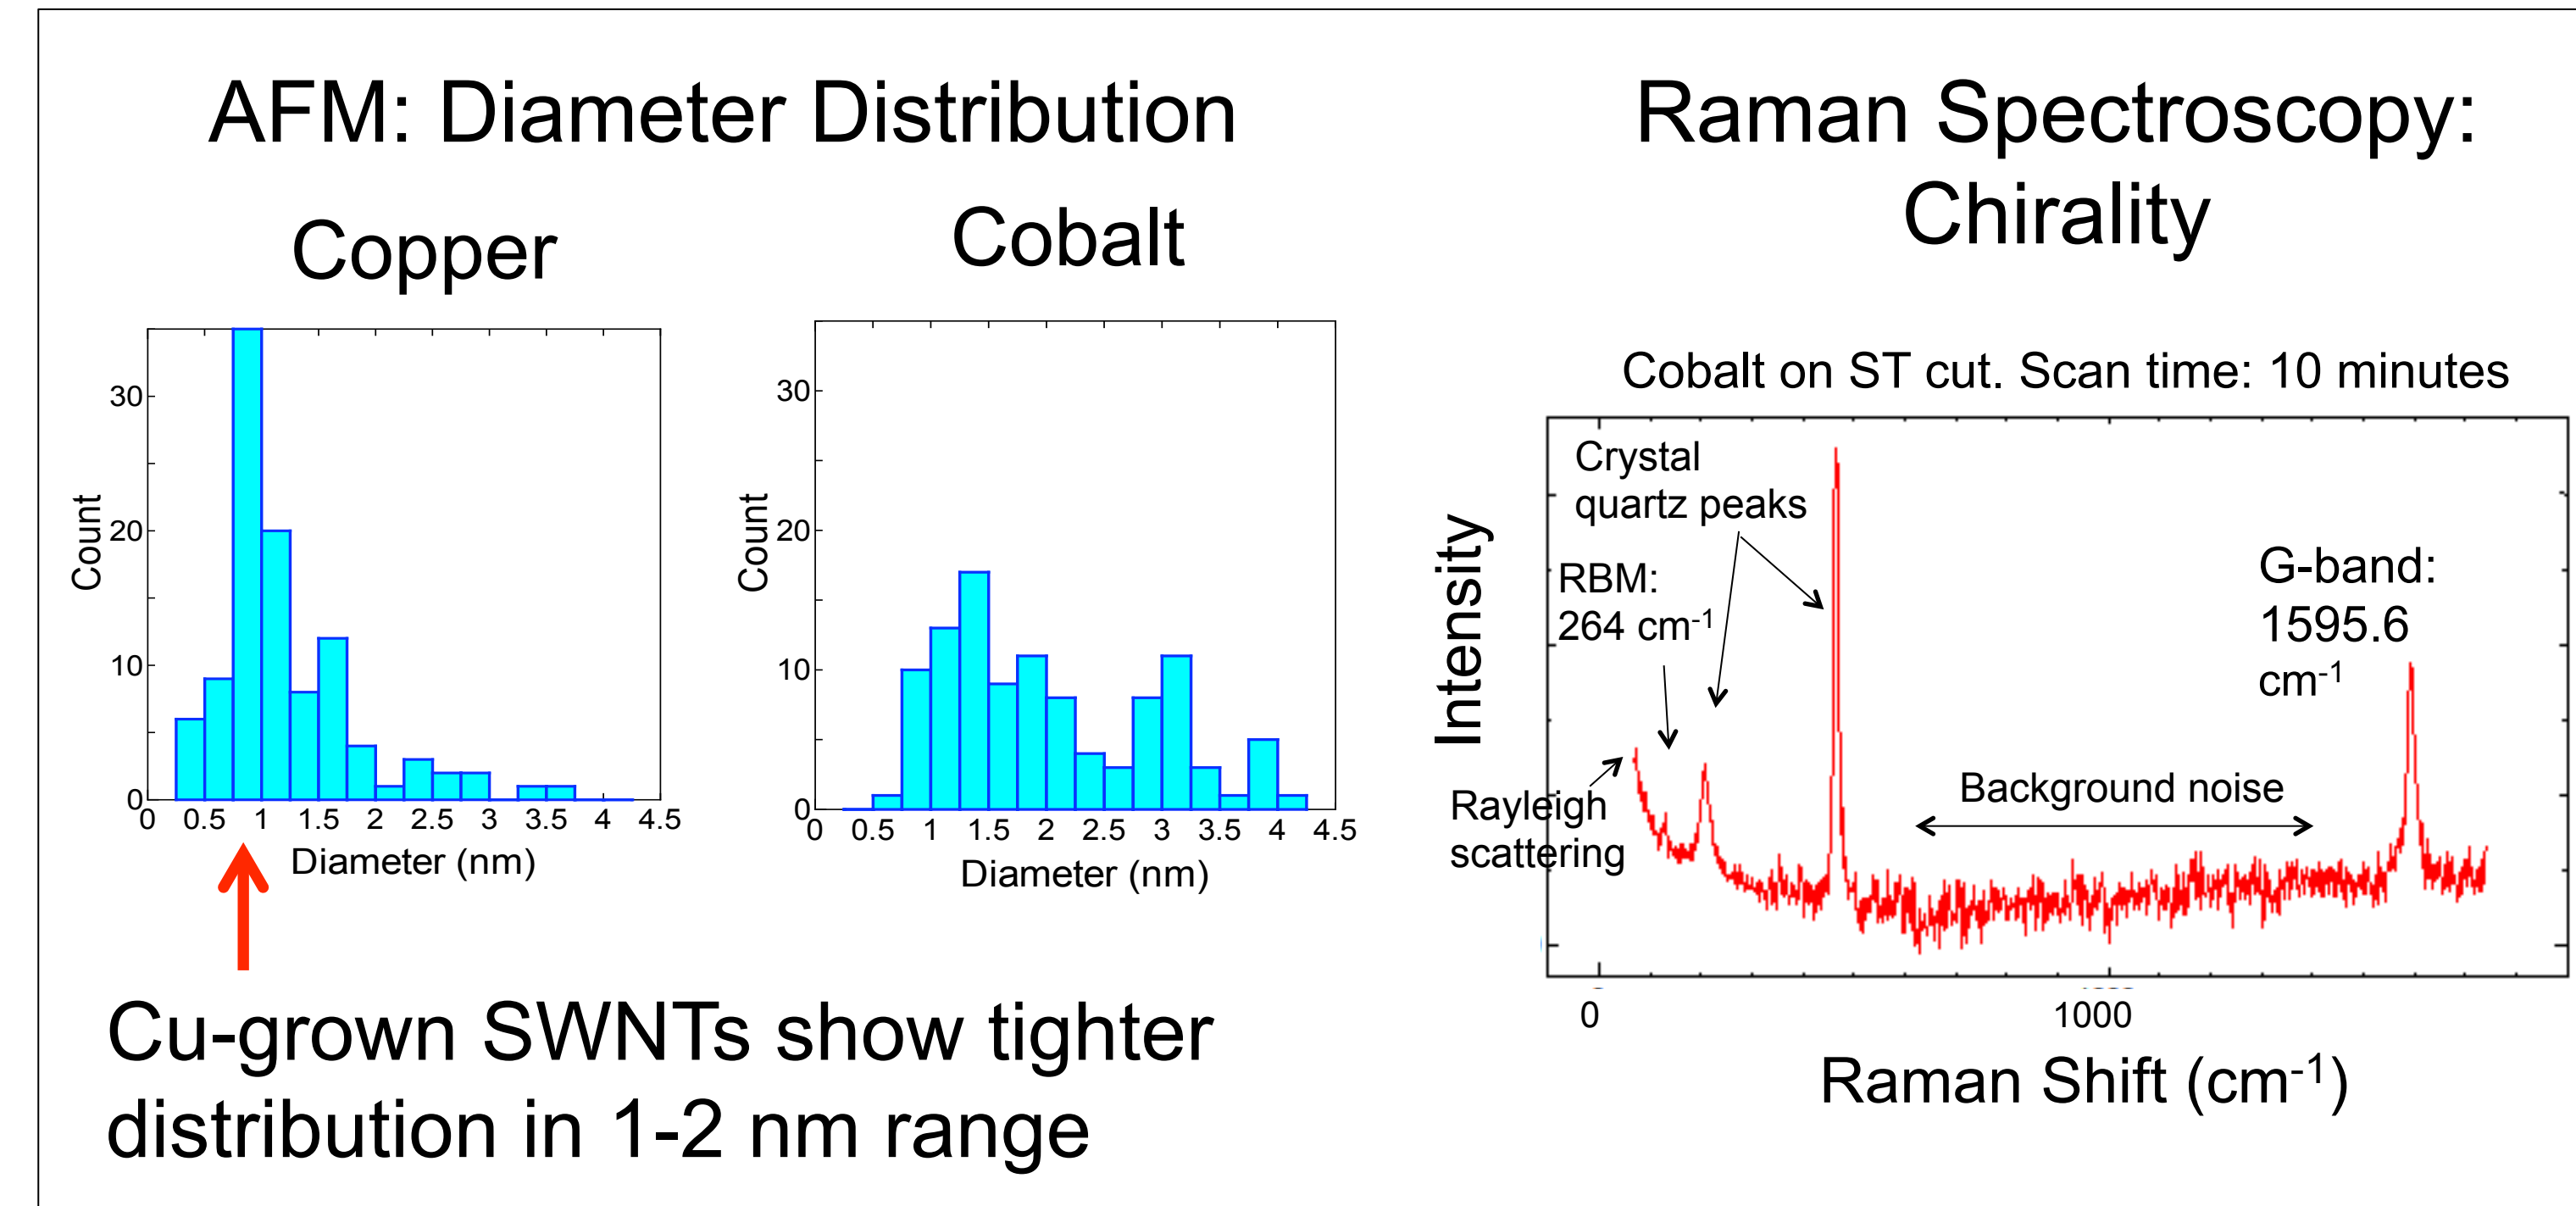 AFM: Diameter Distribution
Copper
Cobalt
Count
30
20
10
0
0 0.5 1 1.5 2 2.5 3 3.5 4 4.5
Diameter (nm)
Count
30
20
10
0
0 0.5 1 1.5 2 2.5 3 3.5 4 4.5
Diameter (nm)
Cu-grown SWNTs show tighter
distribution in 1-2 nm range
Raman Spectroscopy:
Chirality
Cobalt on ST cut. Scan time: 10 minutes
Intensity
Crystal
quartz peaks
RBM:
264 cm⁻¹
Rayleigh
scattering
Background noise
G-band:
1595.6
cm⁻¹
0 1000
Raman Shift (cm⁻¹)